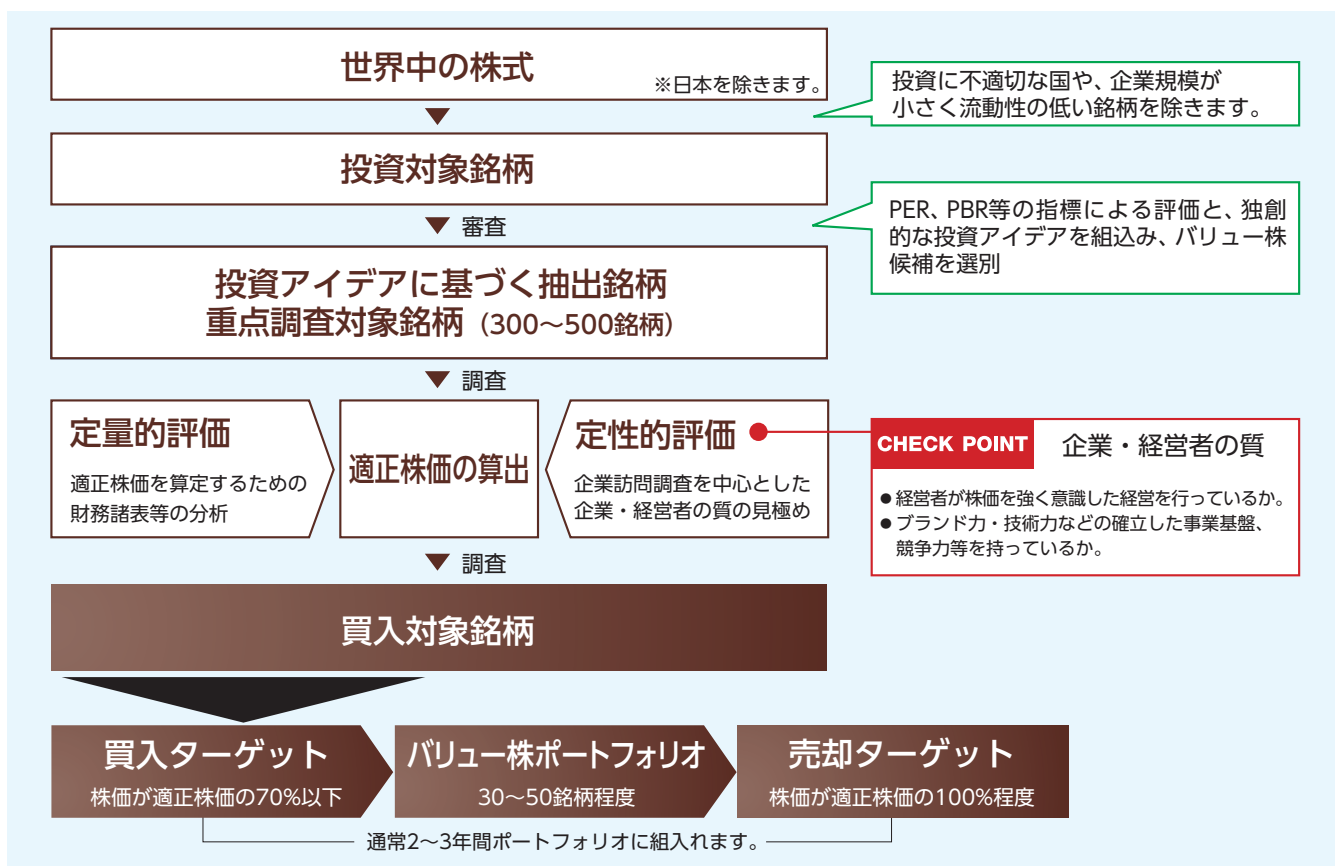 世界中の株式
※日本を除きます。
投資に不適切な国や、企業規模が
小さく流動性の低い銘柄を除きます。
投資対象銘柄
審査
PER、PBR等の指標による評価と、独創
的な投資アイデアを組込み、バリュー株
候補を選別
投資アイデアに基づく抽出銘柄
重点調査対象銘柄（300〜500銘柄）
調査
定量的評価
適正株価を算定するための
財務諸表等の分析
適正株価の算出
定性的評価
企業訪問調査を中心とした
企業・経営者の質の見極め
CHECK POINT 企業・経営者の質
●経営者が株価を強く意識した経営を行っているか。
●ブランド力・技術力などの確立した事業基盤、
競争力等を持っているか。
調査
買入対象銘柄
買入ターゲット
株価が適正株価の70%以下
バリュー株ポートフォリオ
30〜50銘柄程度
売却ターゲット
株価が適正株価の100%程度
通常2〜3年間ポートフォリオに組入れます。